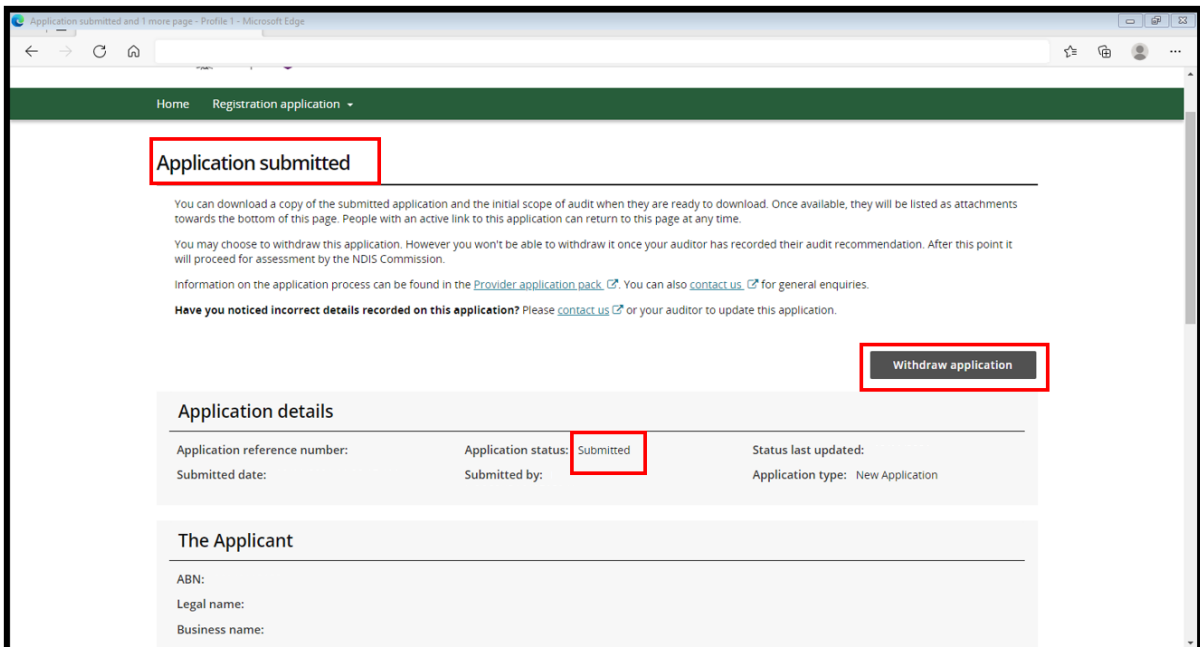 Application submitted and 1 more page - Profile 1 - Microsoft Edge
Home Registration application
Application submitted
You can download a copy of the submitted application and the initial scope of audit when they are ready to download. Once available, they will be listed as attachments
towards the bottom of this page. People with an active link to this application can return to this page at any time.
You may choose to withdraw this application. However you won't be able to withdraw it once your auditor has recorded their audit recommendation. After this point it
will proceed for assessment by the NDIS Commission.
Information on the application process can be found in the Provider application pack. You can also contact us for general enquiries.
Have you noticed incorrect details recorded on this application? Please contact us or your auditor to update this application.
Withdraw application
Application details
Application reference number: Application status: Submitted Status last updated:
Submitted date: Submitted by: Application type: New Application
The Applicant
ABN:
Legal name:
Business name: